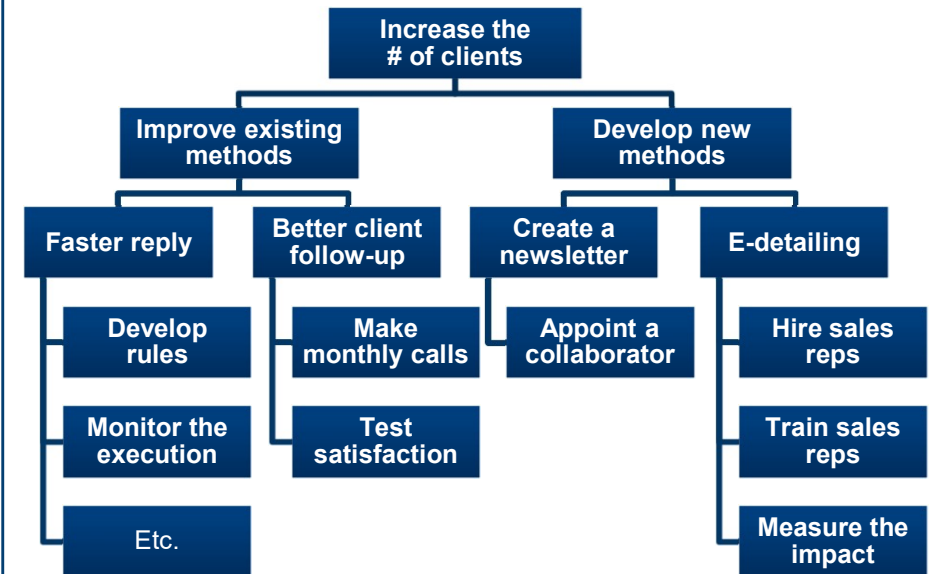 Increase the
# of clients
Improve existing
methods
Develop new
methods
Faster reply
Better client
follow-up
Create a
newsletter
E-detailing
Develop
rules
Make
monthly calls
Appoint a
collaborator
Hire sales
reps
Monitor the
execution
Test
satisfaction
Train sales
reps
Etc.
Measure the
impact